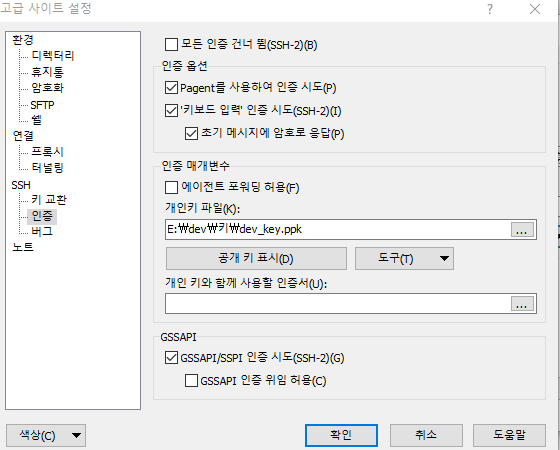 고급 사이트 설정
?
환경
디렉터리
휴지통
암호화
SFTP
쉘
연결
프록시
터널링
SSH
키 교환
인증
버그
노트
모든 인증 건너 뜀(SSH-2)(B)
인증 옵션
Pagent를 사용하여 인증 시도(P)
'키보드 입력' 인증 시도(SSH-2)(I)
초기 메시지에 암호로 응답(P)
인증 매개변수
에이전트 포워딩 허용(F)
개인키 파일(K):
E:₩dev₩키₩dev_key.ppk
...
공개 키 표시(D)
도구(T)
개인 키와 함께 사용할 인증서(U):
...
GSSAPI
GSSAPI/SSPI 인증 시도(SSH-2)(G)
GSSAPI 인증 위임 허용(C)
색상(C)
확인
취소
도움말